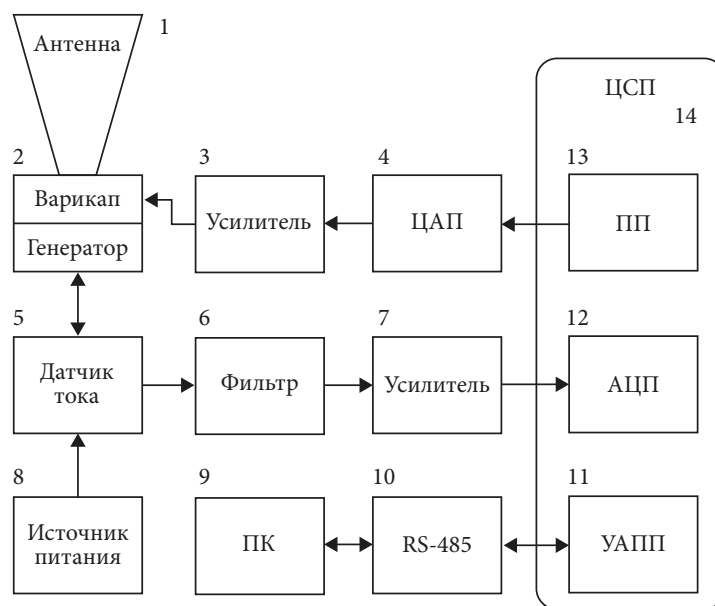 Антенна
1
ЦСП
14
2
3
4
13
Варикап
Генератор
Усилитель
ЦАП
ПП
5
6
7
12
Датчик
тока
Фильтр
Усилитель
АЦП
8
9
10
11
Источник
питания
ПК
RS-485
УАПП